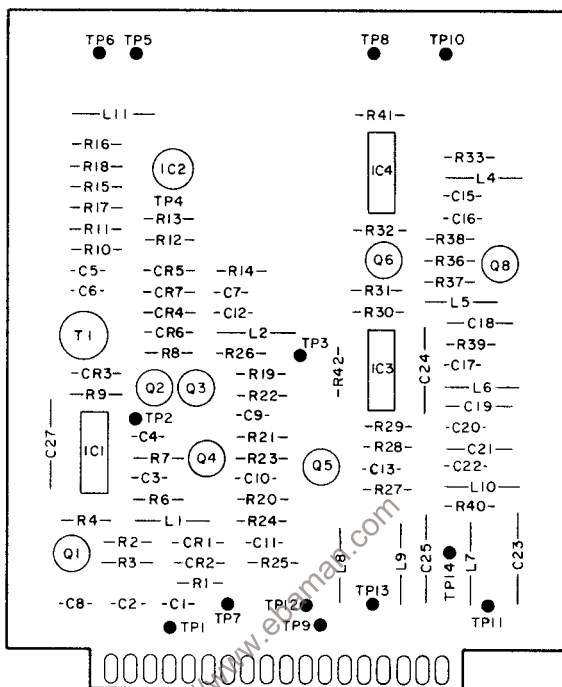 TP6 TP5 TP8 TP10
L11 R41
R16 R33
R18 IC2 IC4 L4
R15 C15
R17 TP4 C16
R11 R13 R32 R38
R10 R12 Q6 R36 Q8
C5 CR5 R14 R37
C6 CR7 C7 R31 L5
CR4 C12 R30 C18
T1 CR6 L2 TP3 R39
R8 R26 R42 IC3 C24 C17
CR3 R19 L6
R9 Q2 Q3 R22 C19
TP2 C9 R29 C20
C27 IC1 C4 R21 R28 C21
R7 Q4 R23 Q5 C13 C22
C3 C10 R27 L10
R6 R20 R40
R4 L1 R24
Q1 R2 CR1 C11 L8 L9 C25 TP14 L7 C23
R3 CR2 R25
R1
C8 C2 C1 TP7 TP12 TP13 TP11
TP1 TP9
www.ebaman.com